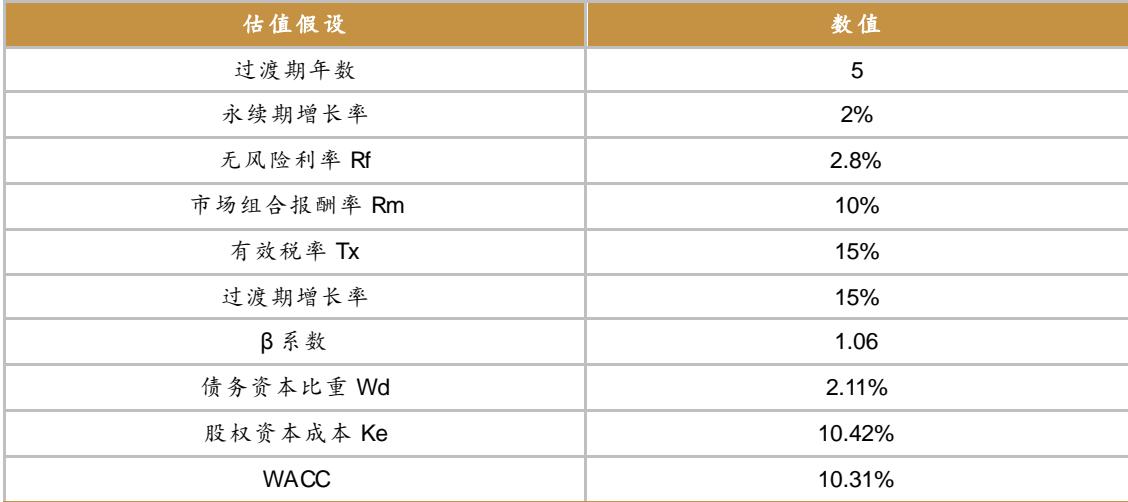 估值假设 数值
过渡期年数 5
永续期增长率 2%
无风险利率 Rf 2.8%
市场组合报酬率 Rm 10%
有效税率 Tx 15%
过渡期增长率 15%
β 系数 1.06
债务资本比重 Wd 2.11%
股权资本成本 Ke 10.42%
WACC 10.31%